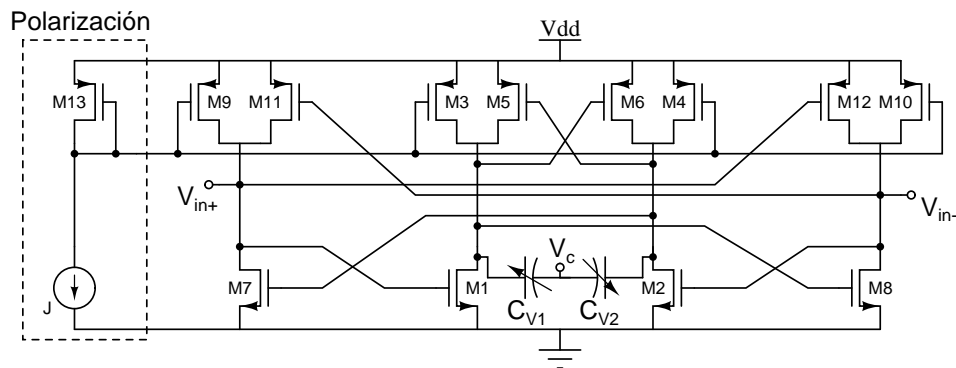 Polarización
Vdd
M13
M9
M11
M3
M5
M6
M4
M12
M10
Vin+
Vin-
Vc
J
M7
M1
M2
M8
CV1
CV2